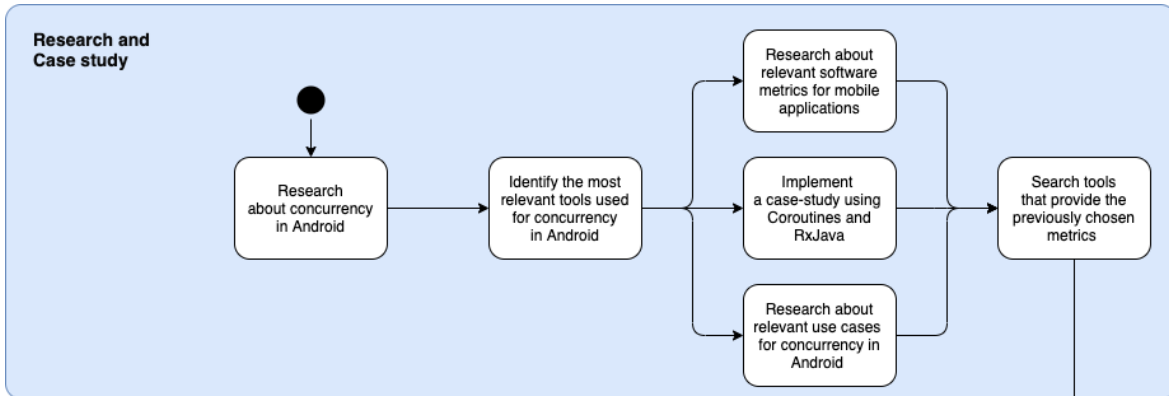 Research and
Case study
Research
about concurrency
in Android
Identify the most
relevant tools used
for concurrency
in Android
Research about
relevant software
metrics for mobile
applications
Implement
a case-study using
Coroutines and
RxJava
Research about
relevant use cases
for concurrency in
Android
Search tools
that provide the
previously chosen
metrics